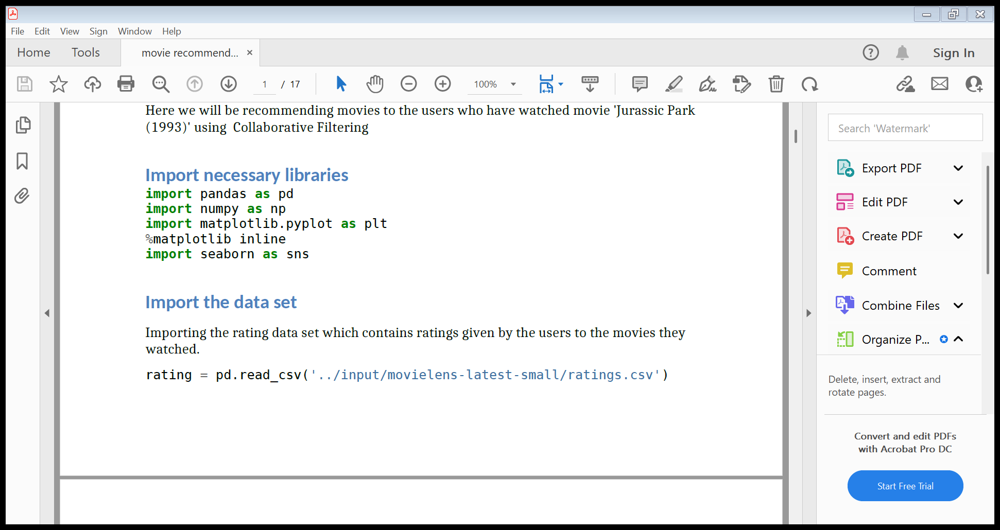 File Edit View Sign Window Help
Home Tools movie recommend... Sign In
1 / 17 100%
Here we will be recommending movies to the users who have watched movie 'Jurassic Park
(1993)' using  Collaborative Filtering
Import necessary libraries
import pandas as pd
import numpy as np
import matplotlib.pyplot as plt
%matplotlib inline
import seaborn as sns
Import the data set
Importing the rating data set which contains ratings given by the users to the movies they
watched.
rating = pd.read_csv('../input/movielens-latest-small/ratings.csv')
Search 'Watermark'
Export PDF
Edit PDF
Create PDF
Comment
Combine Files
Organize P...
Delete, insert, extract and
rotate pages.
Convert and edit PDFs
with Acrobat Pro DC
Start Free Trial